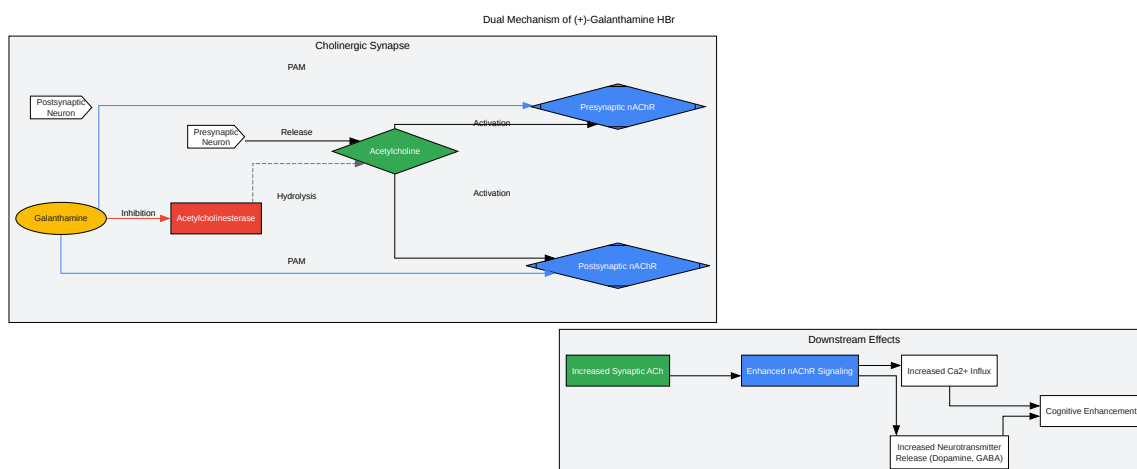 Dual Mechanism of (+)-Galanthamine HBr
Cholinergic Synapse
PAM
Postsynaptic
Neuron
Presynaptic nAChR
Presynaptic
Neuron
Release
Activation
Acetylcholine
Hydrolysis
Activation
Galanthamine
Inhibition
Acetylcholinesterase
PAM
Postsynaptic nAChR
Downstream Effects
Increased Synaptic ACh
Enhanced nAChR Signaling
Increased Ca2+ Influx
Cognitive Enhancement
Increased Neurotransmitter
Release (Dopamine, GABA)